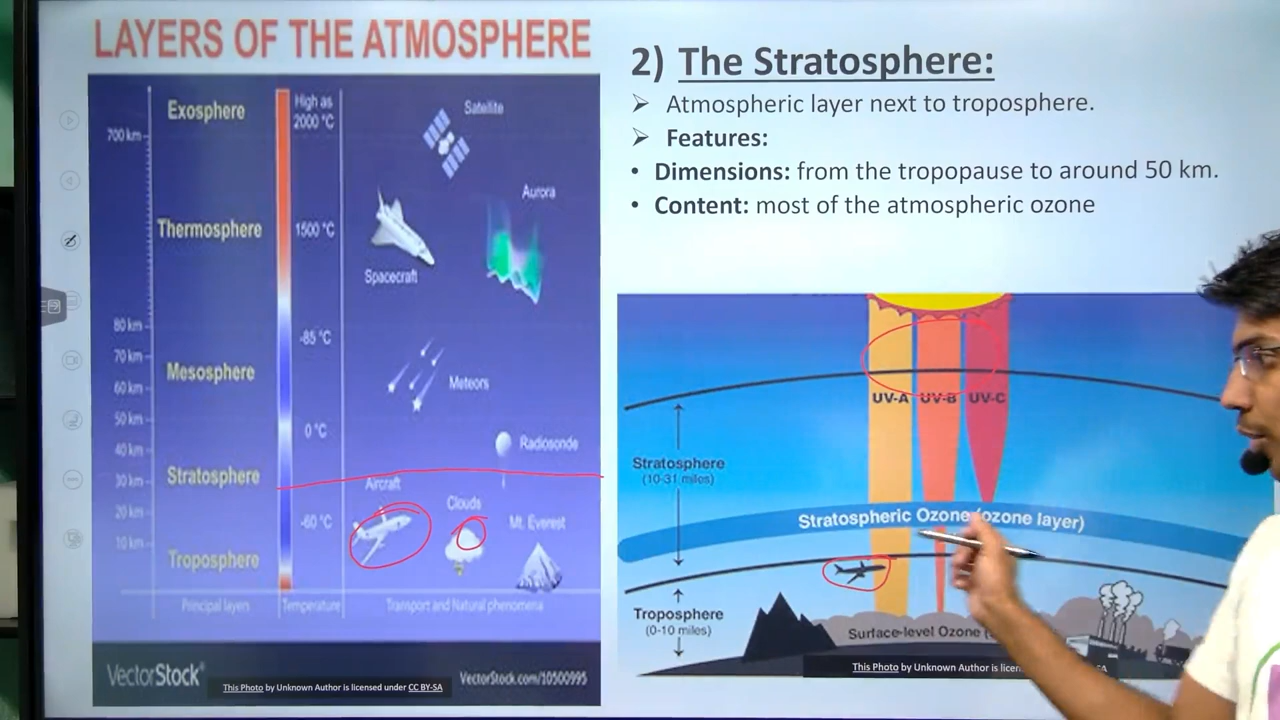 LAYERS OF THE ATMOSPHERE
Exosphere
700 km
Thermosphere
80 km
70 km
Mesosphere
60 km
50 km
40 km
Stratosphere
30 km
20 km
10 km
Troposphere
Principal layers
High as
2000 °C
1500 °C
-85 °C
0 °C
-60 °C
Temperature
Satellite
Aurora
Spacecraft
Meteors
Radiosonde
Aircraft
Clouds
Mt. Everest
Transport and Natural phenomena
VectorStock®
This Photo by Unknown Author is licensed under CC BY-SA
VectorStock.com/10500995
2) The Stratosphere:
➢ Atmospheric layer next to troposphere.
➢ Features:
• Dimensions: from the tropopause to around 50 km.
• Content: most of the atmospheric ozone
UV-A UV-B UV-C
Stratosphere
(10-31 miles)
Stratospheric Ozone (ozone layer)
Troposphere
(0-10 miles)
Surface-level Ozone
This Photo by Unknown Author is